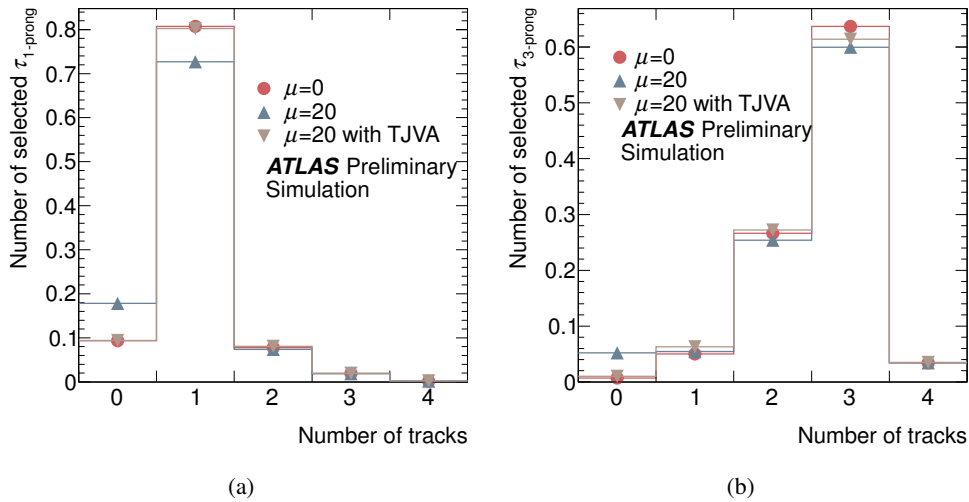 Number of selected τ1-prong
0.8
0.7
0.6
0.5
0.4
0.3
0.2
0.1
0
μ=0
μ=20
μ=20 with TJVA
ATLAS Preliminary
Simulation
0 1 2 3 4
Number of tracks
(a)
Number of selected τ3-prong
0.6
0.5
0.4
0.3
0.2
0.1
0
μ=0
μ=20
μ=20 with TJVA
ATLAS Preliminary
Simulation
0 1 2 3 4
Number of tracks
(b)